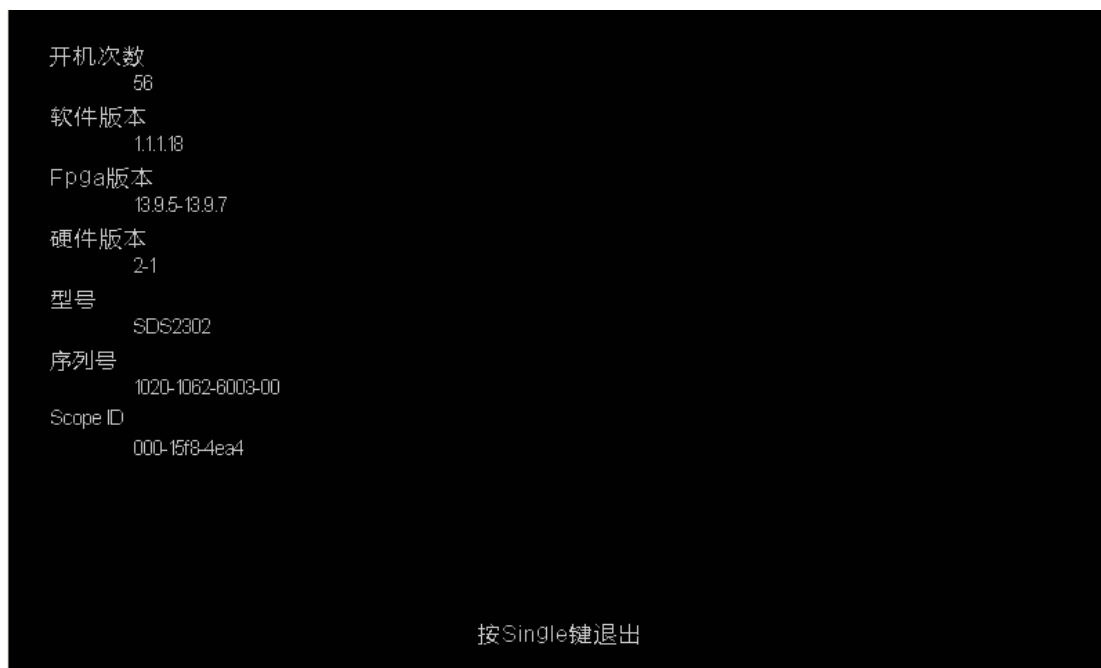 开机次数
56
软件版本
1.1.1.18
Fpga版本
13.9.5-13.9.7
硬件版本
2-1
型号
SDS2302
序列号
1020-1062-6003-00
Scope ID
000-15f8-4ea4
按Single键退出